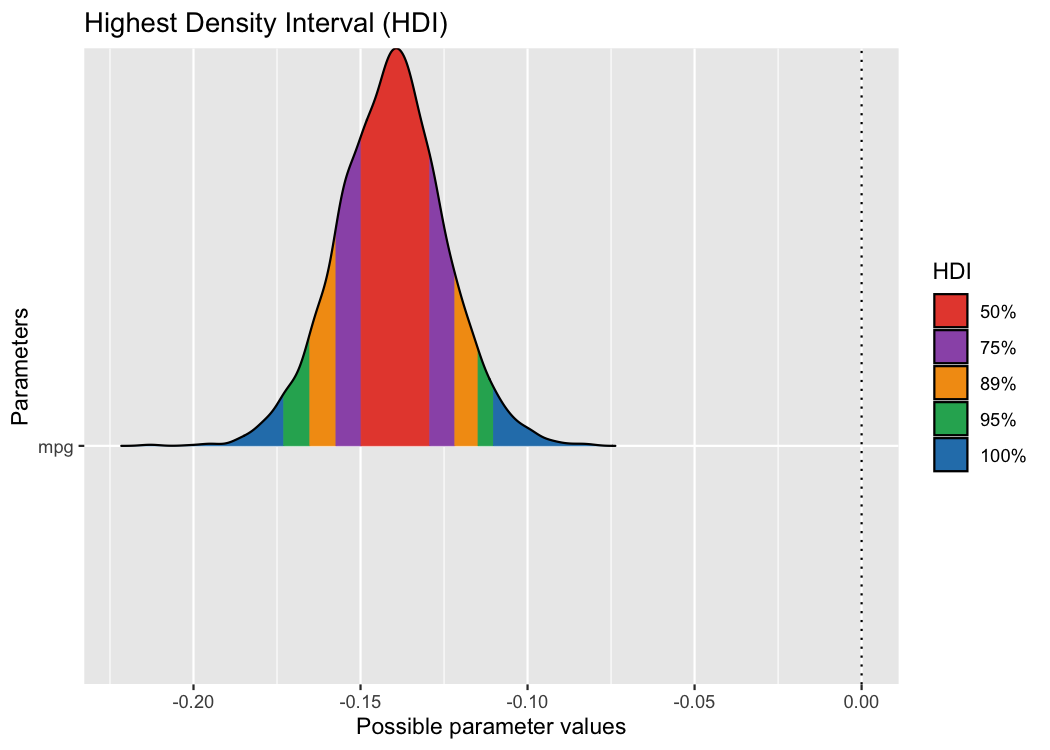 Highest Density Interval (HDI)
Parameters
mpg
-0.20
-0.15
-0.10
-0.05
0.00
Possible parameter values
HDI
50%
75%
89%
95%
100%